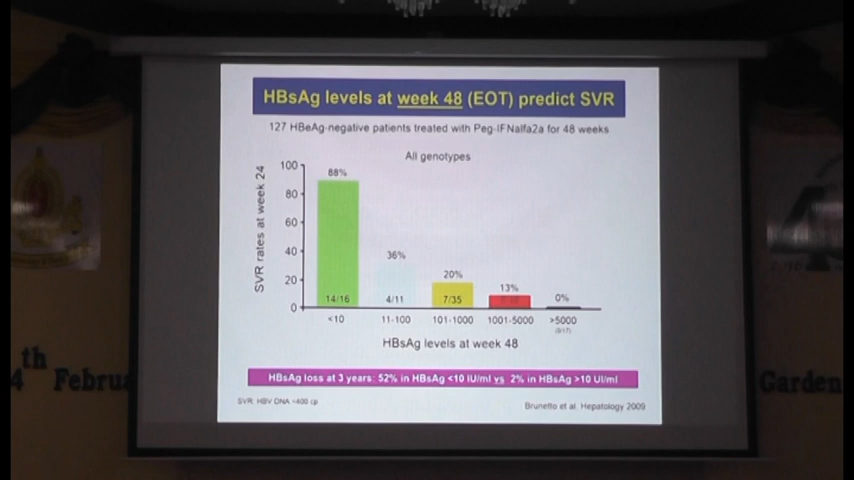 HBsAg levels at week 48 (EOT) predict SVR
127 HBeAg-negative patients treated with Peg-IFNalfa2a for 48 weeks
All genotypes
SVR rates at week 24
100
80
60
40
20
0
88%
36%
20%
13%
0%
14/16
4/11
7/35
<10
11-100
101-1000
1001-5000
>5000
(0/17)
HBsAg levels at week 48
HBsAg loss at 3 years: 52% in HBsAg <10 IU/ml vs 2% in HBsAg >10 UI/ml
SVR: HBV DNA <400 cp
Brunetto et al. Hepatology 2009
4th Februa
Garden